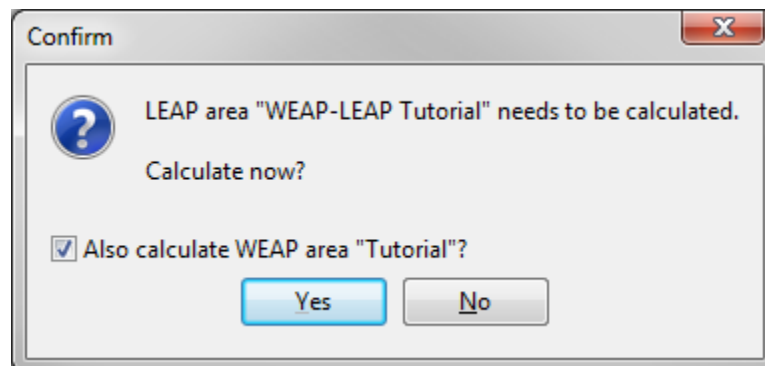 Confirm
LEAP area "WEAP-LEAP Tutorial" needs to be calculated.
Calculate now?
Also calculate WEAP area "Tutorial"?
Yes No